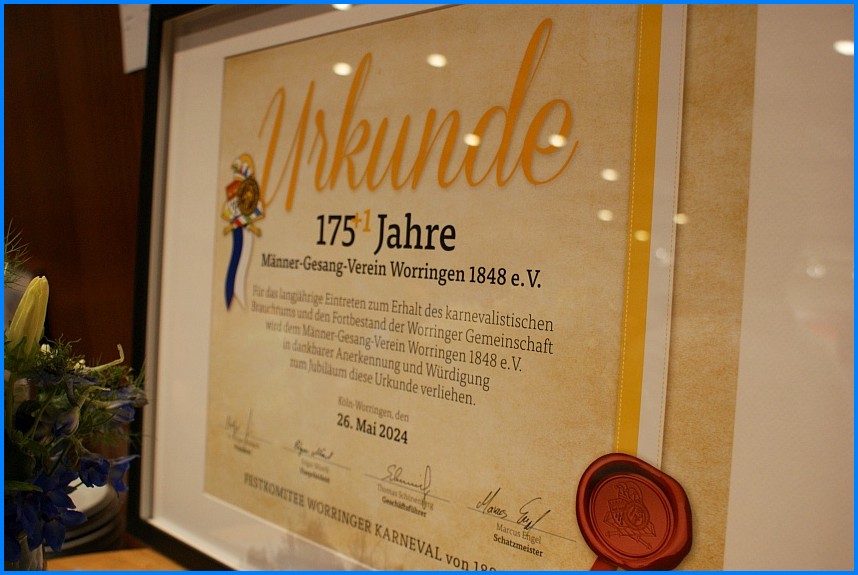 Urkunde
175+1 Jahre
Männer-Gesang-Verein Worringen 1848 e.V.
Für das langjährige Eintreten zum Erhalt des karnevalistischen
Brauchtums und den Fortbestand der Worringer Gemeinschaft
wird dem Männer-Gesang-Verein Worringen 1848 e.V.
in dankbarer Anerkennung und Würdigung
zum Jubiläum diese Urkunde verliehen.
Köln-Worringen, den
26. Mai 2024
Geschäftsführer
Marcus
Schatzmeister
FESTKOMITEE WORRINGER KARNEVAL von